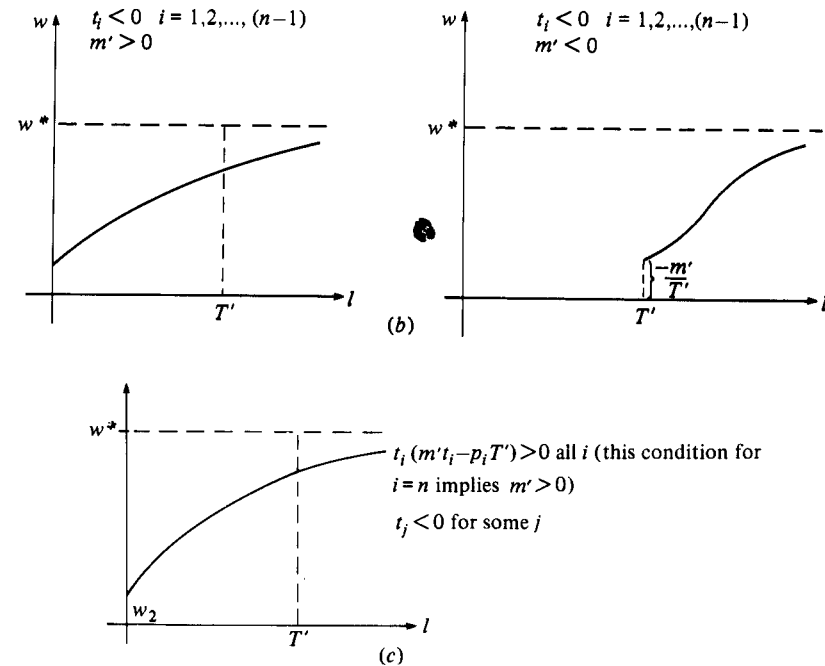 w
t_i < 0 i = 1,2,..., (n−1)
m' > 0
w*
T'
l
w
t_i < 0 i = 1,2,...,(n−1)
m' < 0
w*
−m'
T'
T'
l
(b)
w*
t_i (m't_i−p_iT')>0 all i (this condition for
i=n implies m'>0)
t_j < 0 for some j
w_2
T'
l
(c)